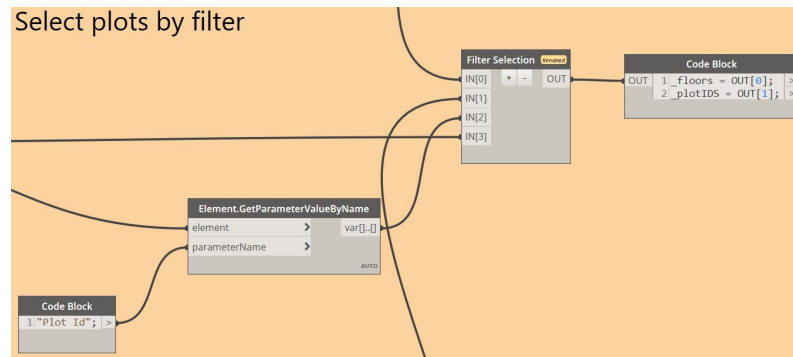 Select plots by filter
Filter Selection Renamed
IN[0] + - OUT
IN[1]
IN[2]
IN[3]
Code Block
OUT 1 _floors = OUT[0]; >
2 _plotIDS = OUT[1]; >
Element.GetParameterValueByName
element > var[]..[]
parameterName >
AUTO
Code Block
1 "Plot Id"; >